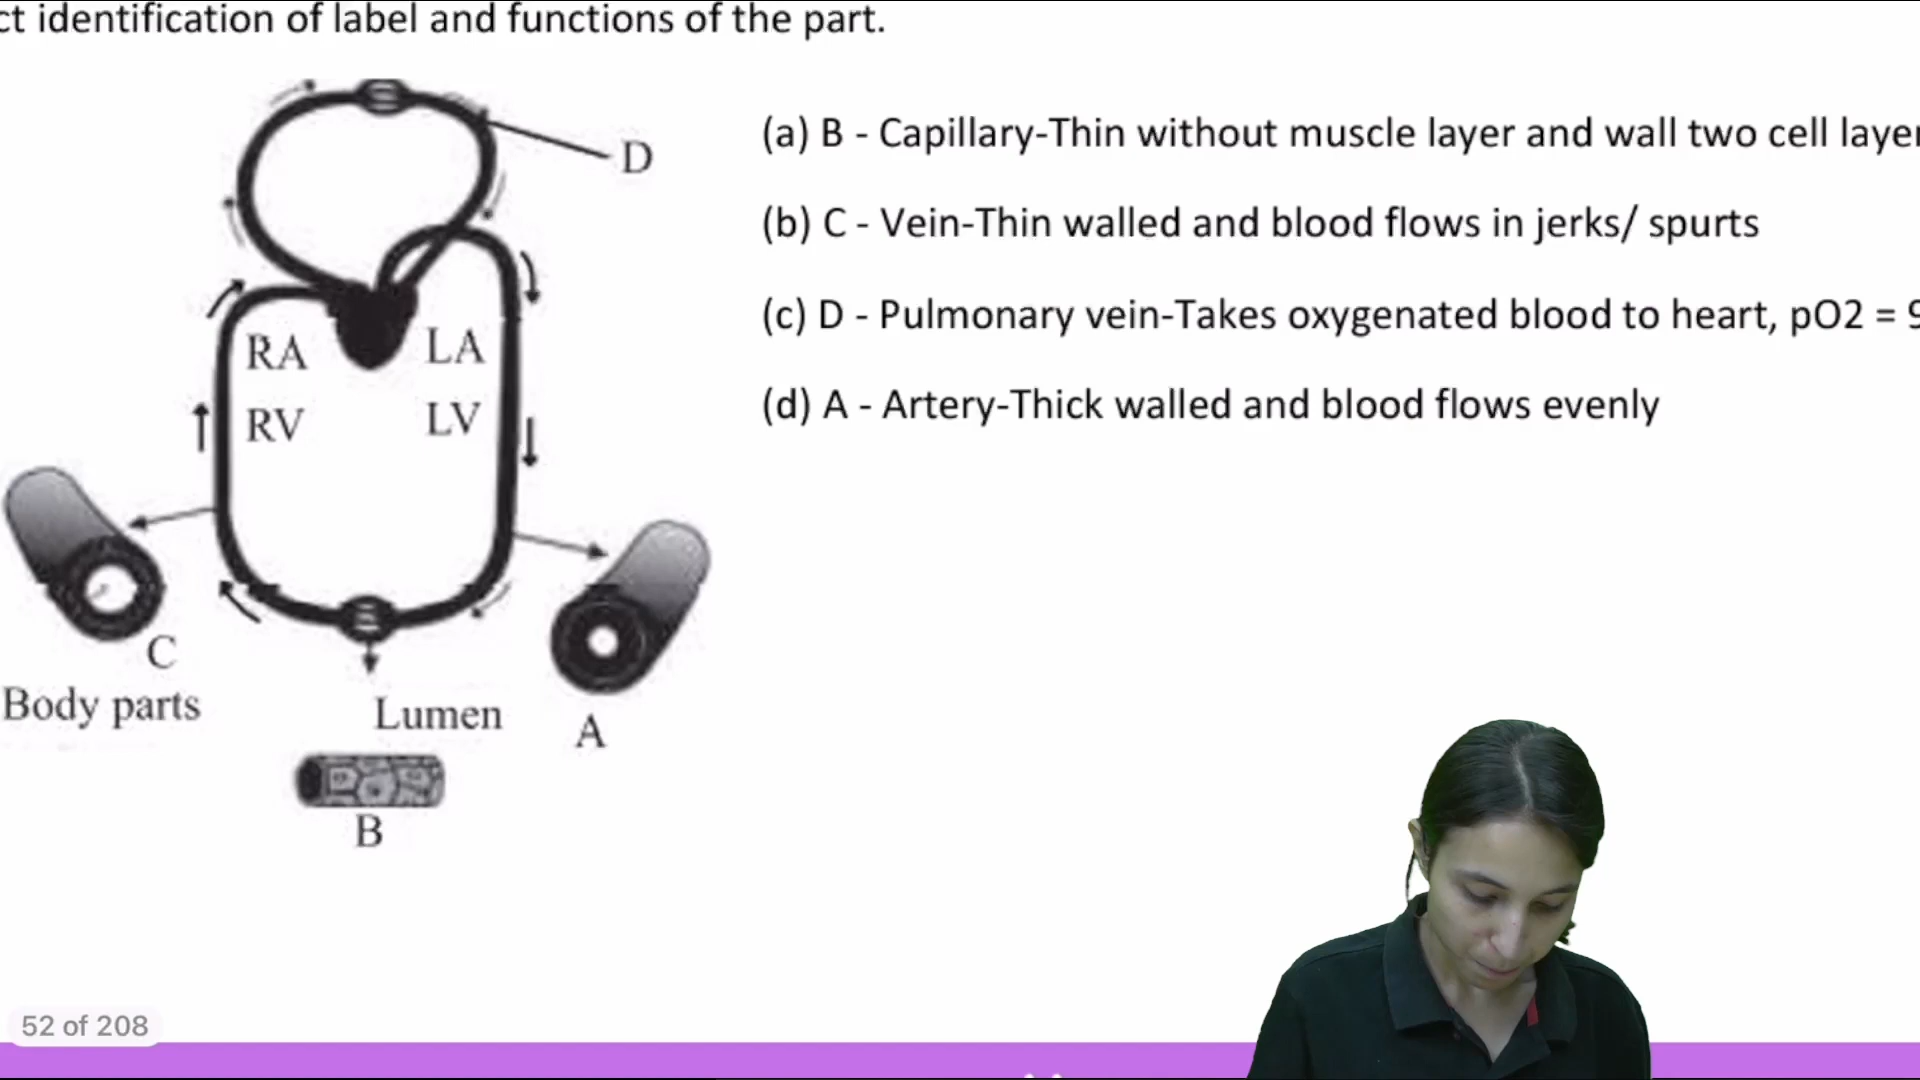 identification of label and functions of the part.
D
(a) B - Capillary-Thin without muscle layer and wall two cell
(b) C - Vein-Thin walled and blood flows in jerks/ spurts
(c) D - Pulmonary vein-Takes oxygenated blood to heart, pO2 =
(d) A - Artery-Thick walled and blood flows evenly
RA
LA
RV
LV
C
Body parts
Lumen
A
B
52 of 208